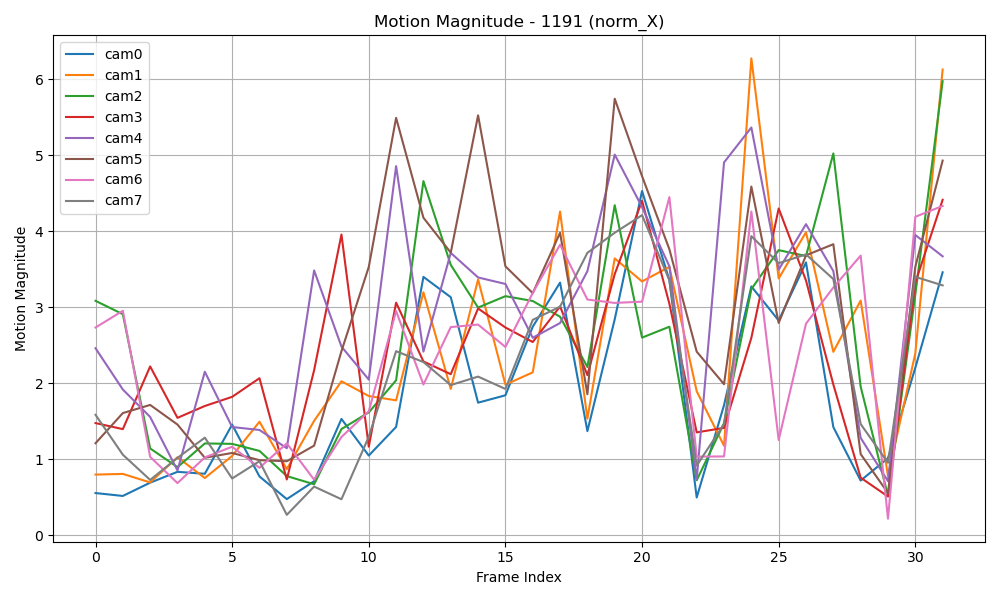 Motion Magnitude - 1191 (norm_X)
cam0
cam1
cam2
cam3
cam4
cam5
cam6
cam7
Motion Magnitude
6
5
4
3
2
1
0
0 5 10 15 20 25 30
Frame Index